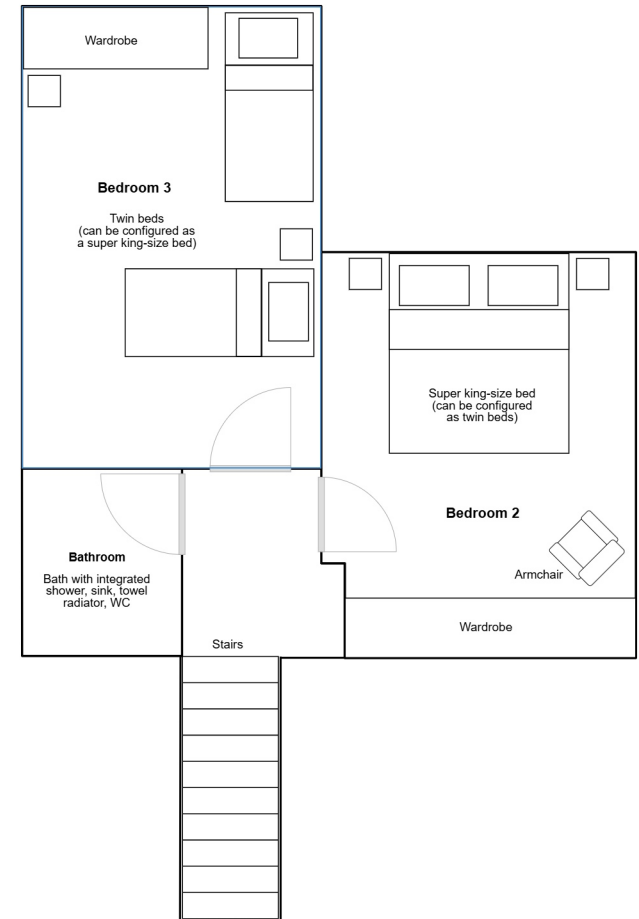 Wardrobe
Bedroom 3
Twin beds
(can be configured as
a super king-size bed)
Super king-size bed
(can be configured
as twin beds)
Bedroom 2
Armchair
Wardrobe
Bathroom
Bath with integrated
shower, sink, towel
radiator, WC
Stairs